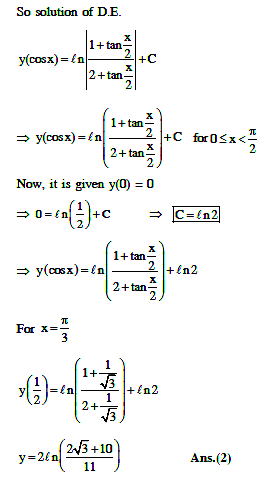 So solution of D.E.
y(cosx) = ℓn|(1+tan x/2)/(2+tan x/2)| + C
⇒ y(cosx) = ℓn((1+tan x/2)/(2+tan x/2)) + C for 0 ≤ x < π/2
Now, it is given y(0) = 0
⇒ 0 = ℓn(1/2) + C ⇒ C = ℓn2
⇒ y(cosx) = ℓn((1+tan x/2)/(2+tan x/2)) + ℓn2
For x = π/3
y(1/2) = ℓn((1+1/√3)/(2+1/√3)) + ℓn2
y = 2ℓn((2√3+10)/11) Ans.(2)